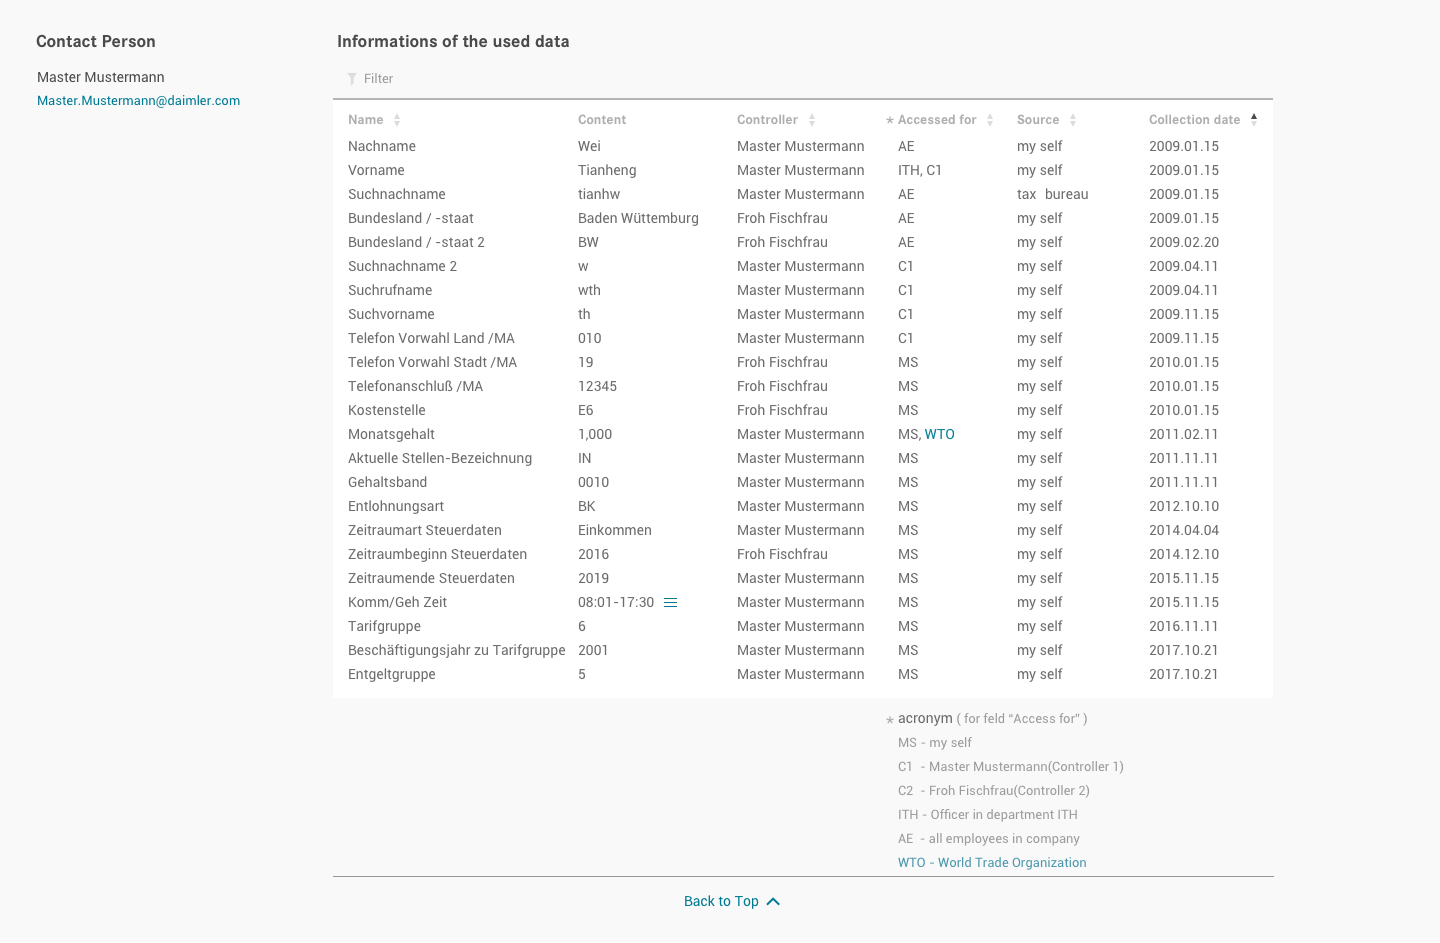 Contact Person
Master Mustermann
Master.Mustermann@daimler.com
Informations of the used data
Filter
Name Content Controller * Accessed for Source Collection date
Nachname Wei Master Mustermann AE my self 2009.01.15
Vorname Tianheng Master Mustermann ITH, C1 my self 2009.01.15
Suchnachname tianhw Master Mustermann AE tax bureau 2009.01.15
Bundesland / -staat Baden Wüttemburg Froh Fischfrau AE my self 2009.01.15
Bundesland / -staat 2 BW Froh Fischfrau AE my self 2009.02.20
Suchnachname 2 w Master Mustermann C1 my self 2009.04.11
Suchrufname wth Master Mustermann C1 my self 2009.04.11
Suchvorname th Master Mustermann C1 my self 2009.11.15
Telefon Vorwahl Land /MA 010 Master Mustermann C1 my self 2009.11.15
Telefon Vorwahl Stadt /MA 19 Froh Fischfrau MS my self 2010.01.15
Telefonanschluß /MA 12345 Froh Fischfrau MS my self 2010.01.15
Kostenstelle E6 Froh Fischfrau MS my self 2010.01.15
Monatsgehalt 1,000 Master Mustermann MS, WTO my self 2011.02.11
Aktuelle Stellen-Bezeichnung IN Master Mustermann MS my self 2011.11.11
Gehaltsband 0010 Master Mustermann MS my self 2011.11.11
Entlohnungsart BK Master Mustermann MS my self 2012.10.10
Zeitraumart Steuerdaten Einkommen Master Mustermann MS my self 2014.04.04
Zeitraumbeginn Steuerdaten 2016 Froh Fischfrau MS my self 2014.12.10
Zeitraumende Steuerdaten 2019 Master Mustermann MS my self 2015.11.15
Komm/Geh Zeit 08:01-17:30 Master Mustermann MS my self 2015.11.15
Tarifgruppe 6 Master Mustermann MS my self 2016.11.11
Beschäftigungsjahr zu Tarifgruppe 2001 Master Mustermann MS my self 2017.10.21
Entgeltgruppe 5 Master Mustermann MS my self 2017.10.21
* acronym ( for feld “Access for” )
MS - my self
C1 - Master Mustermann(Controller 1)
C2 - Froh Fischfrau(Controller 2)
ITH - Officer in department ITH
AE - all employees in company
WTO - World Trade Organization
Back to Top